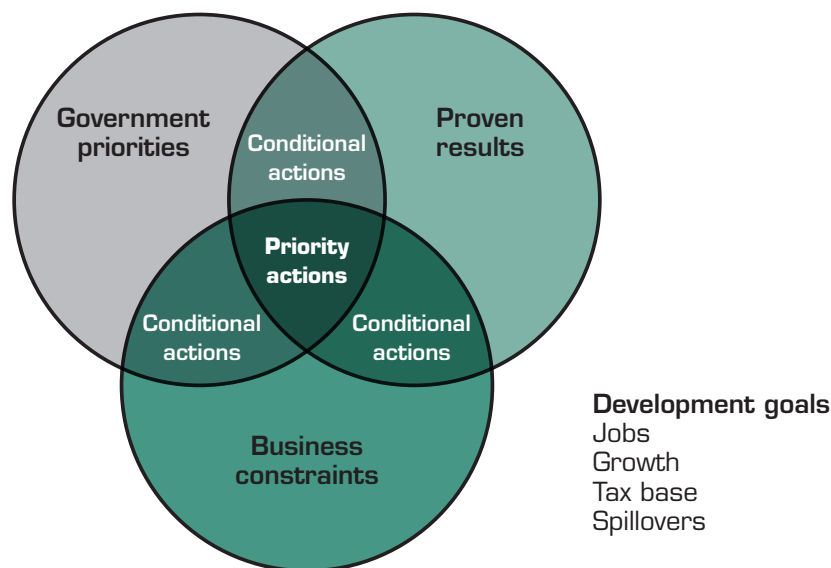 Government
priorities
Proven
results
Conditional
actions
Priority
actions
Conditional
actions
Conditional
actions
Business
constraints
Development goals
Jobs
Growth
Tax base
Spillovers